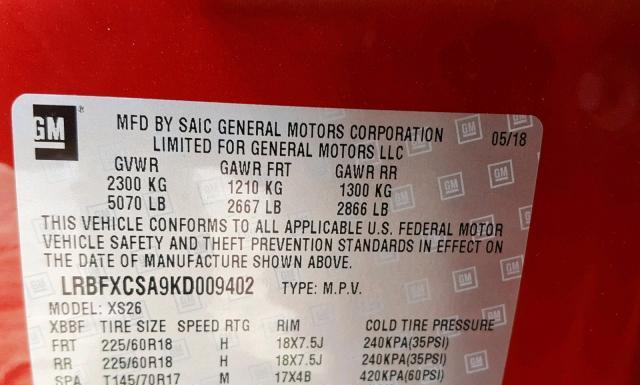 GM
MFD BY SAIC GENERAL MOTORS CORPORATION 05/18
LIMITED FOR GENERAL MOTORS LLC
GVWR GAWR FRT GAWR RR
2300 KG 1210 KG 1300 KG
5070 LB 2667 LB 2866 LB
THIS VEHICLE CONFORMS TO ALL APPLICABLE U.S. FEDERAL MOTOR
VEHICLE SAFETY AND THEFT PREVENTION STANDARDS IN EFFECT ON
THE DATE OF MANUFACTURE SHOWN ABOVE.
LRBFXCSA9KD009402 TYPE: M.P.V.
MODEL: XS26
XBBF TIRE SIZE SPEED RTG RIM COLD TIRE PRESSURE
FRT 225/60R18 H 18X7.5J 240KPA(35PSI)
RR 225/60R18 H 18X7.5J 240KPA(35PSI)
SPA T145/70R17 M 17X4B 420KPA(60PSI)